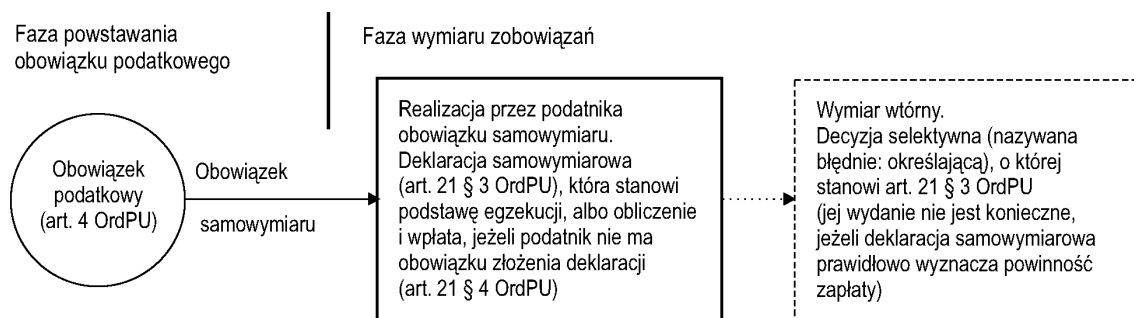 Faza powstawania
obowiązku podatkowego
Faza wymiaru zobowiązań
Obowiązek
podatkowy
(art. 4 OrdPU)
Obowiązek
samowymiaru
Realizacja przez podatnika
obowiązku samowymiaru.
Deklaracja samowymiarowa
(art. 21 § 3 OrdPU), która stanowi
podstawę egzekucji, albo obliczenie
i wpłata, jeżeli podatnik nie ma
obowiązku złożenia deklaracji
(art. 21 § 4 OrdPU)
Wymiar wtórny.
Decyzja selektywna (nazywana
błędnie: określającą), o której
stanowi art. 21 § 3 OrdPU
(jej wydanie nie jest konieczne,
jeżeli deklaracja samowymiarowa
prawidłowo wyznacza powinność
zapłaty)